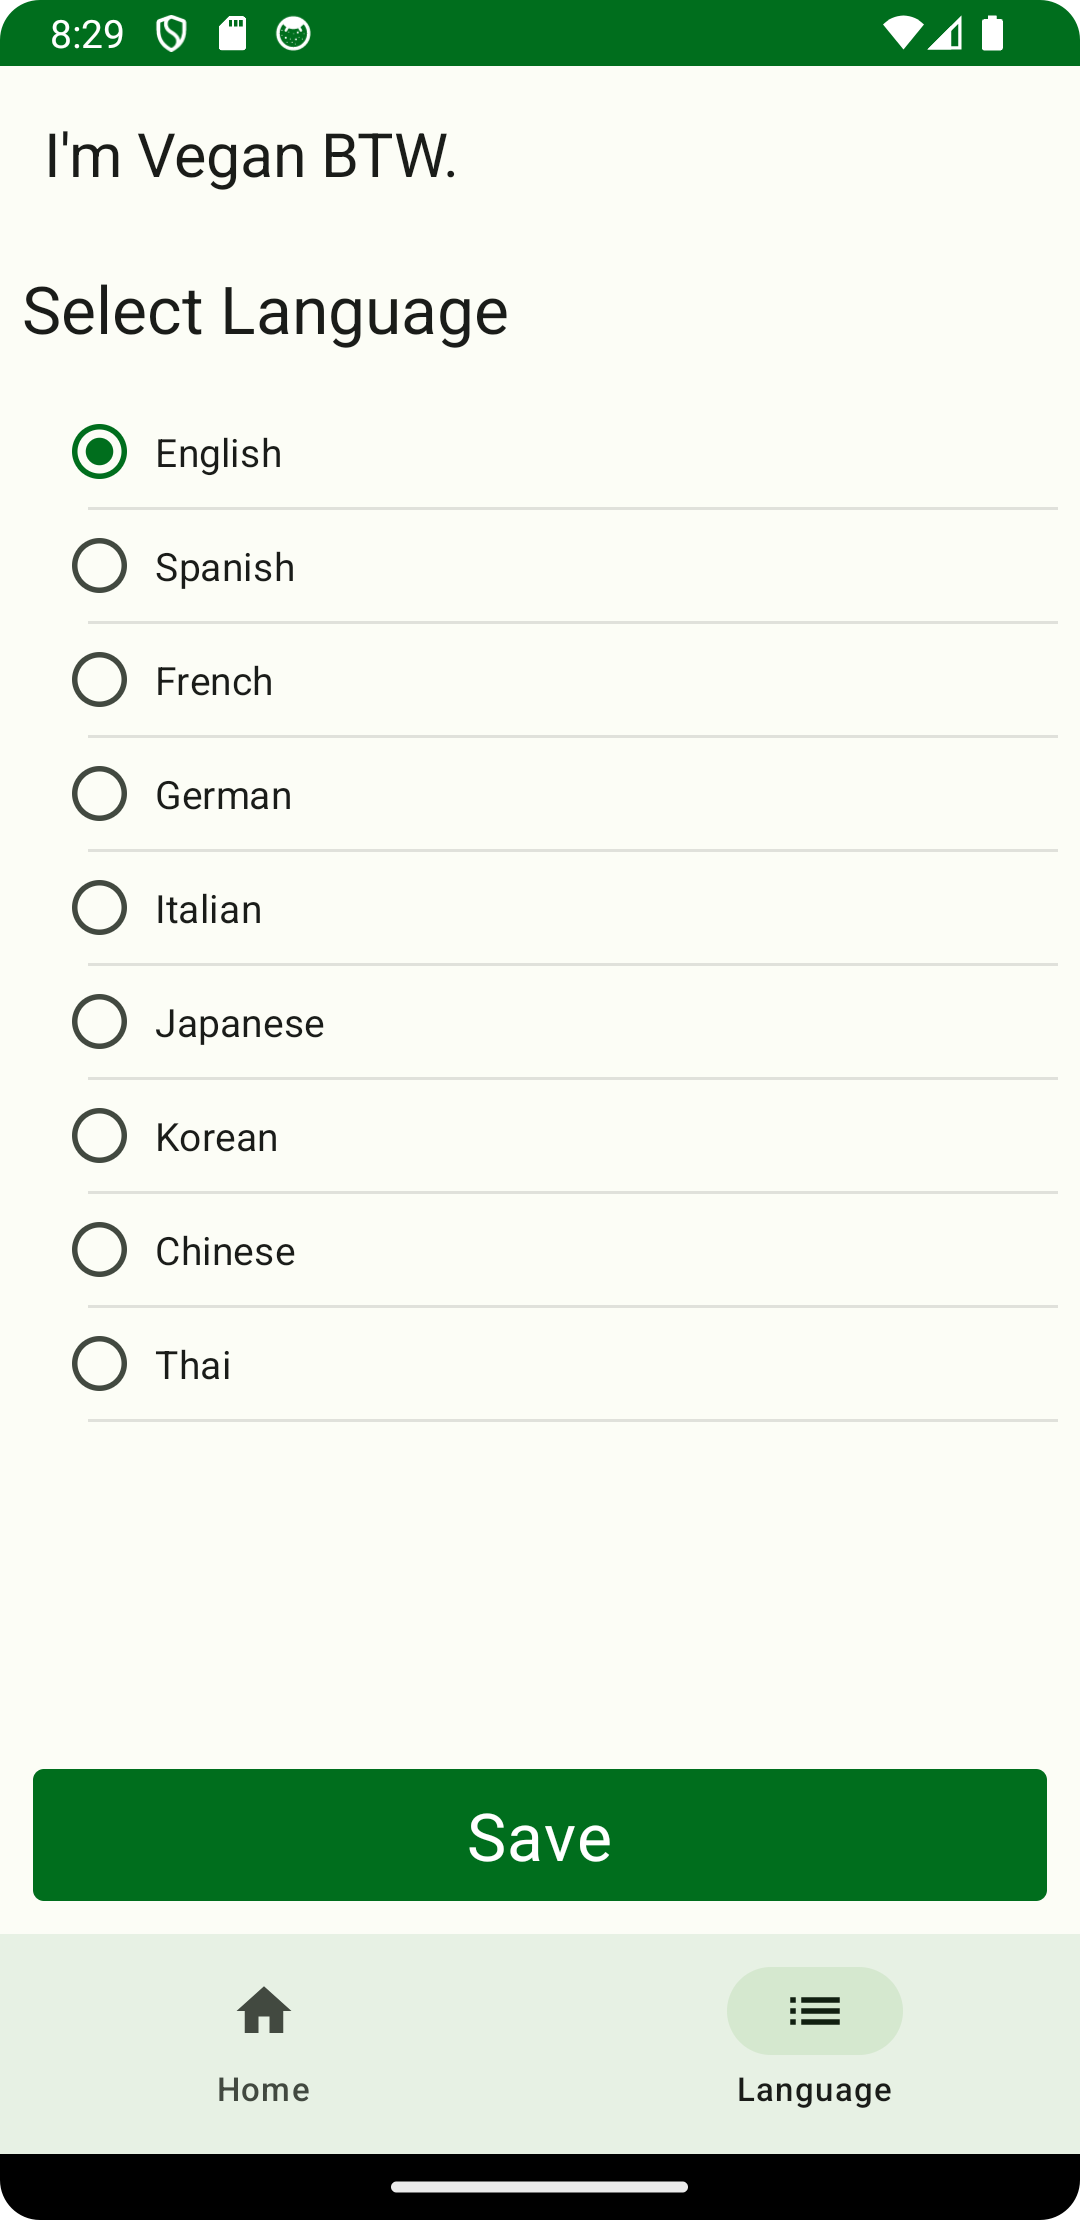 8:29
I'm Vegan BTW.
Select Language
English
Spanish
French
German
Italian
Japanese
Korean
Chinese
Thai
Save
Home
Language